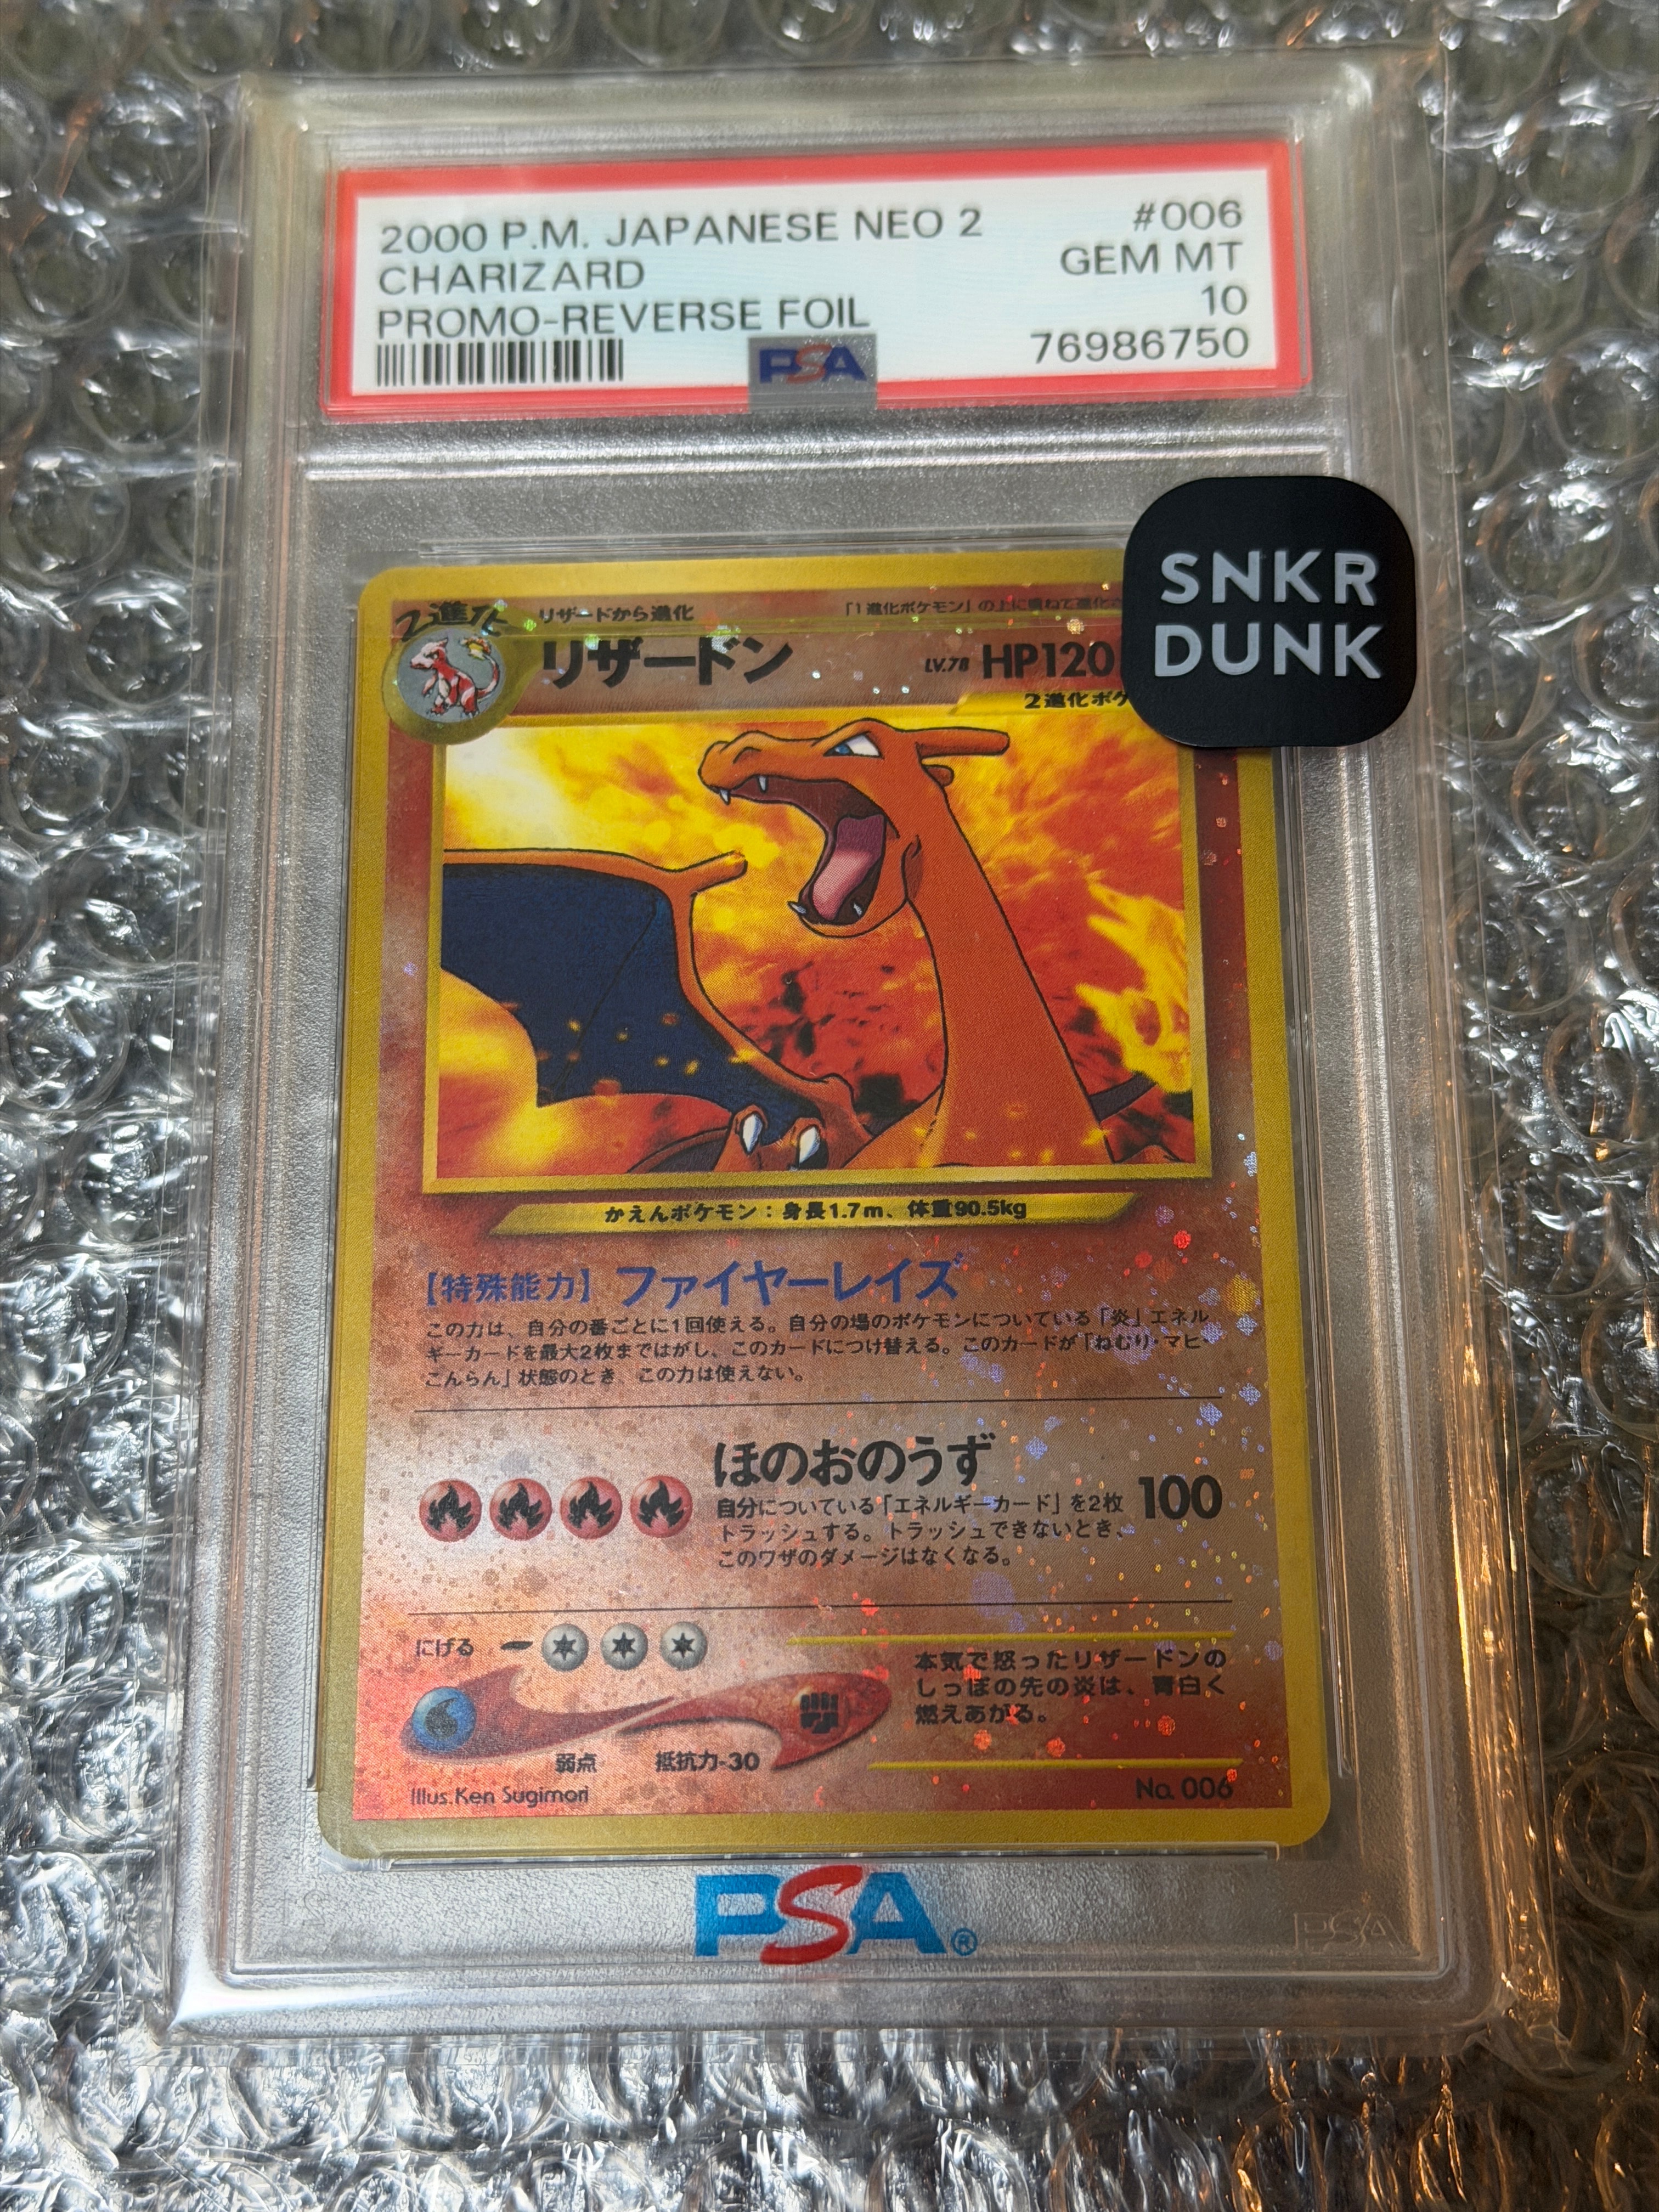 2000 P.M. JAPANESE NEO 2 #006
CHARIZARD GEM MT
PROMO-REVERSE FOIL 10
76986750
PSA
SNKR
DUNK
2進化
リザードから進化
「1進化ポケモン」の上に重ねて進化
リザードン LV.78 HP120
2進化ポケ
かえんポケモン：身長1.7m、体重90.5kg
【特殊能力】ファイヤーレイズ
この力は、自分の番ごとに1回使える。自分の場のポケモンについている「炎」エネル
ギーカードを最大2枚まではがし、このカードにつけ替える。このカードが「ねむり・マヒ・
こんらん」状態のとき、この力は使えない。
ほのおのうず
自分についている「エネルギーカード」を2枚
トラッシュする。トラッシュできないとき、
このワザのダメージはなくなる。
100
にげる
本気で怒ったリザードンの
しっぽの先の炎は、青白く
燃えあがる。
弱点 抵抗力-30
Illus.Ken Sugimori
No.006
PSA®
PSA